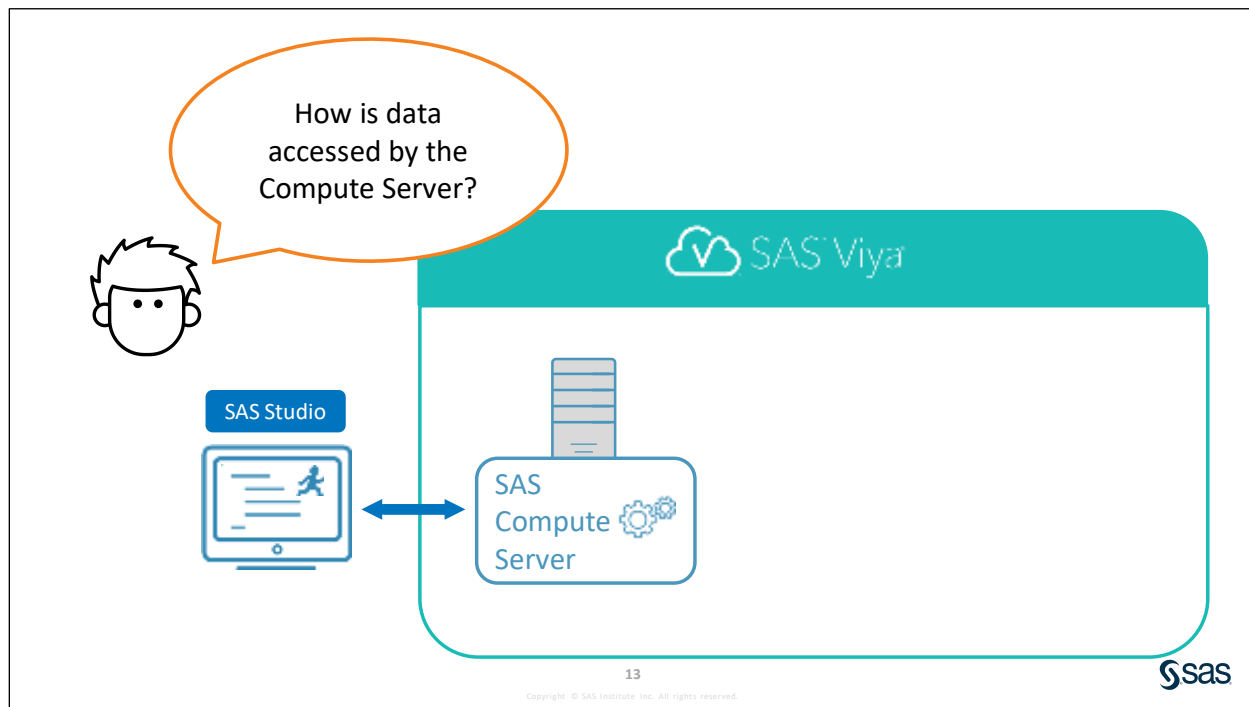 How is data
accessed by the
Compute Server?
SAS Viya
SAS Studio
SAS
Compute
Server
13
Copyright © SAS Institute Inc. All rights reserved.
sas